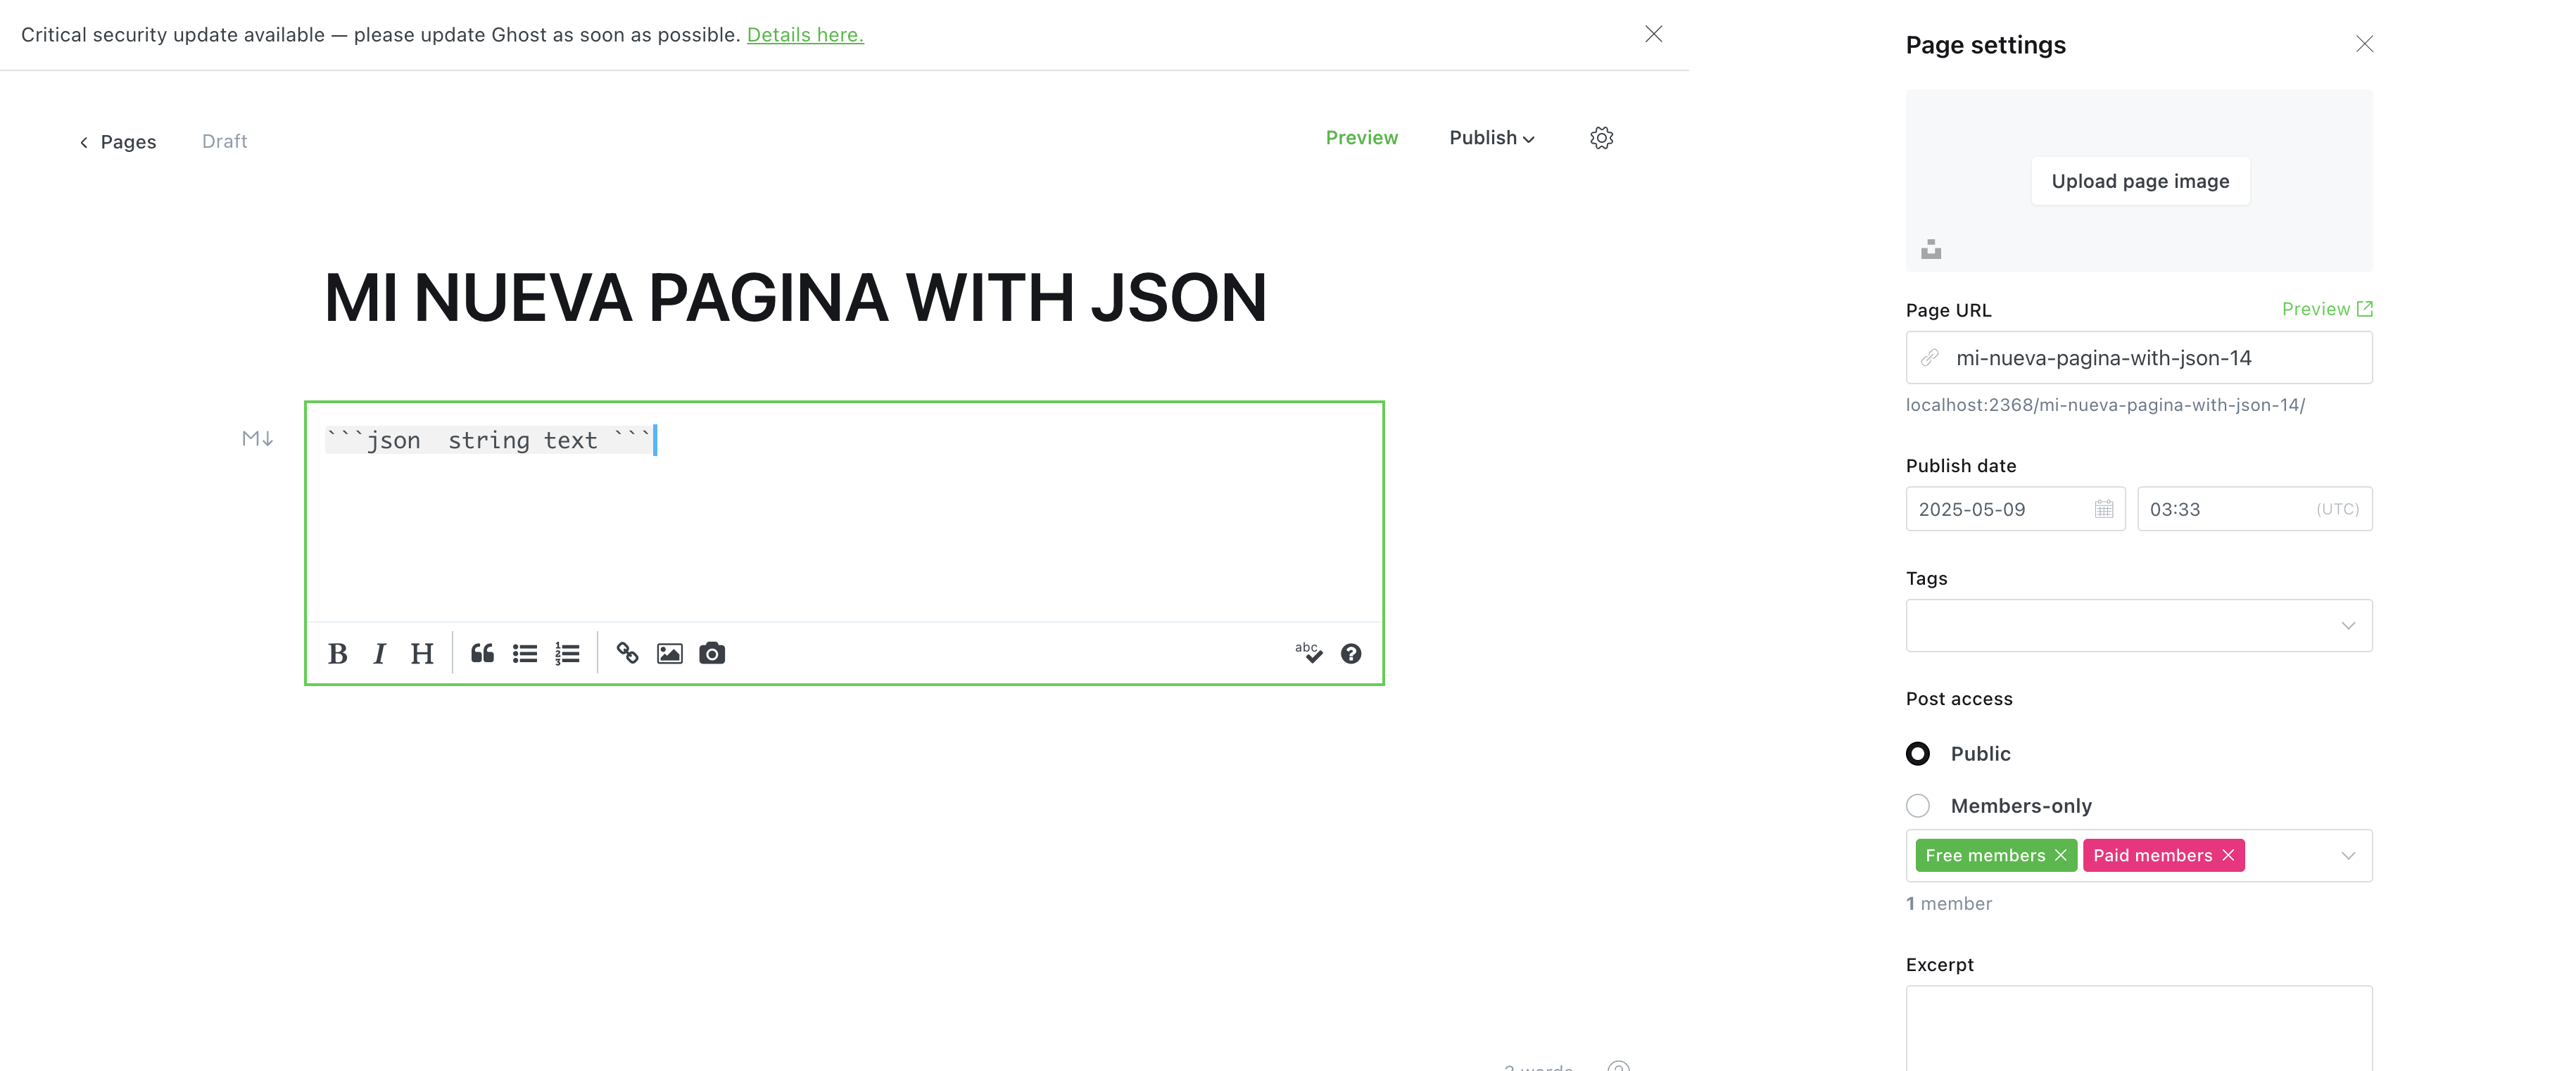 Critical security update available — please update Ghost as soon as possible. Details here.
Pages
Draft
Preview
Publish
MI NUEVA PAGINA WITH JSON
M↓
```json  string text ```
B I H
abc
Page settings
Upload page image
Page URL
Preview
mi-nueva-pagina-with-json-14
localhost:2368/mi-nueva-pagina-with-json-14/
Publish date
2025-05-09
03:33 (UTC)
Tags
Post access
Public
Members-only
Free members
Paid members
1 member
Excerpt